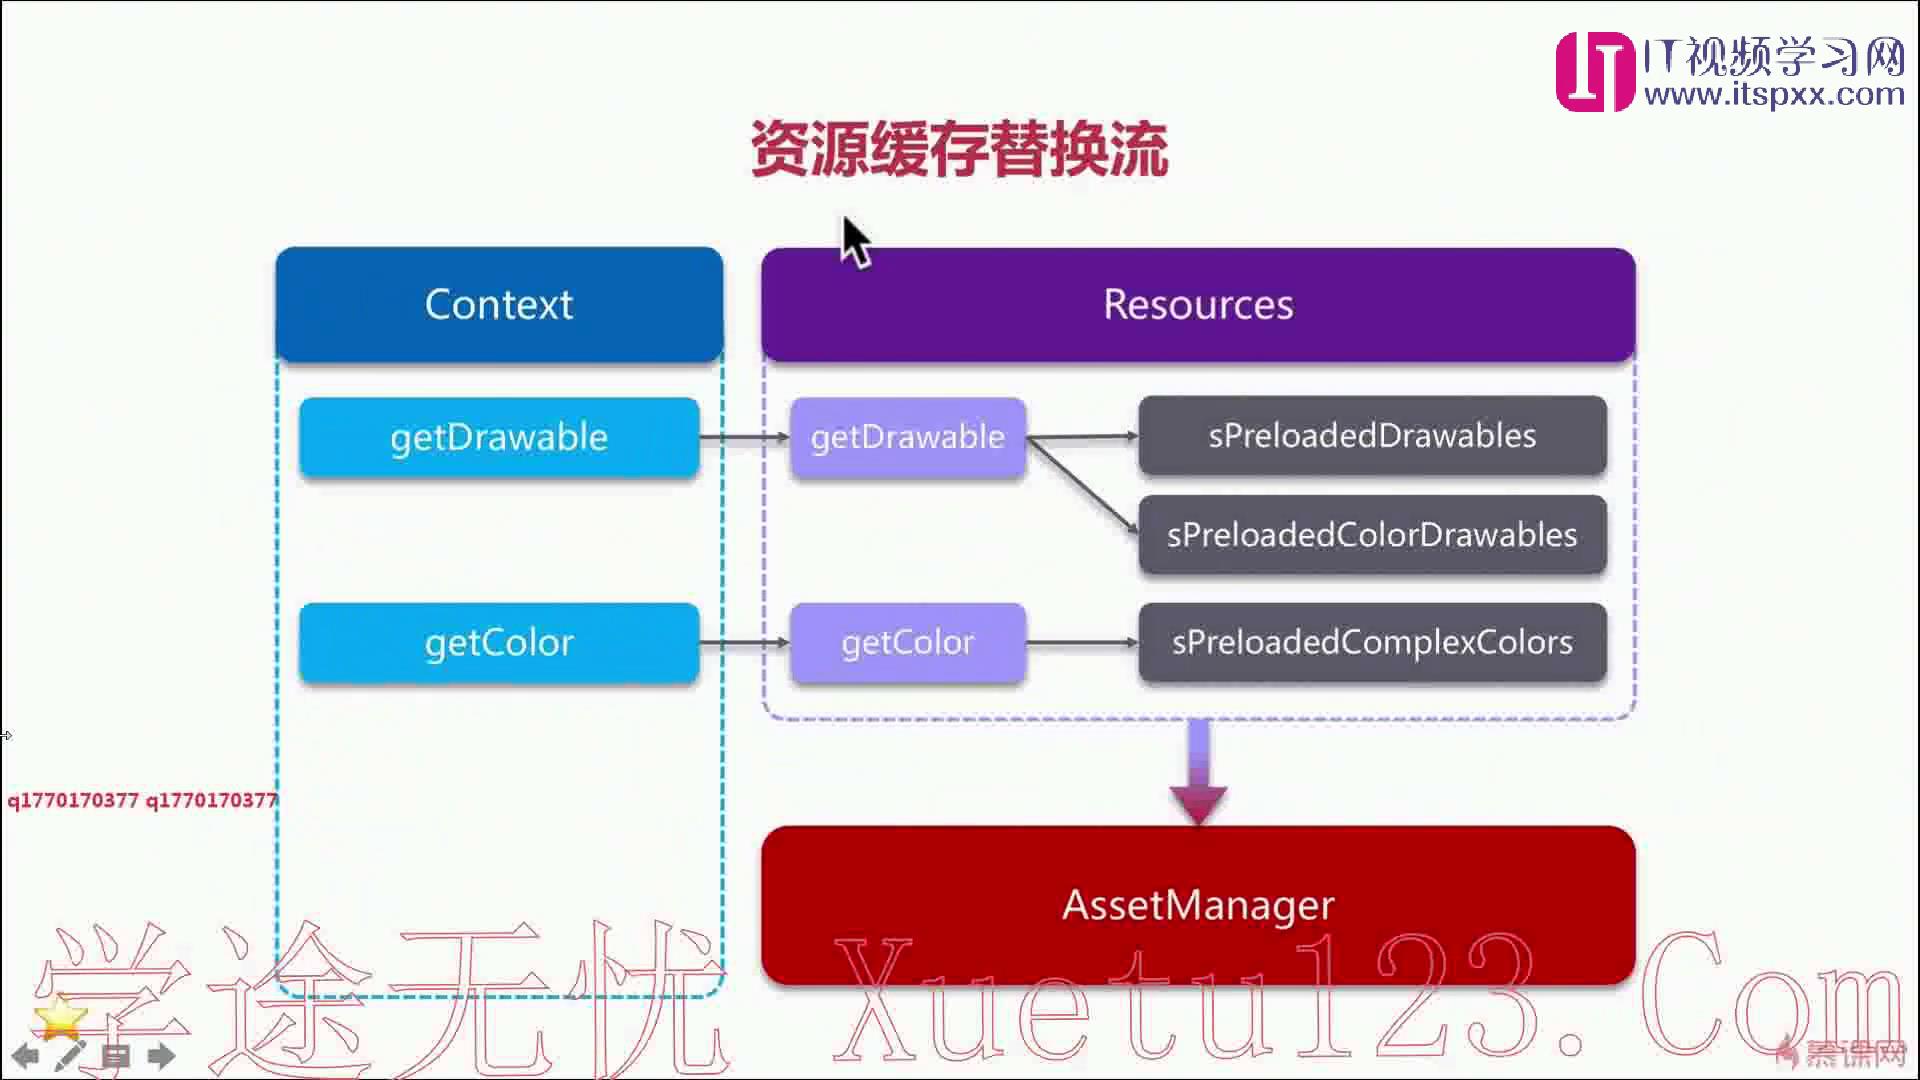 IT视频学习网
www.itspxx.com
资源缓存替换流
Context
Resources
getDrawable
getDrawable
sPreloadedDrawables
sPreloadedColorDrawables
getColor
getColor
sPreloadedComplexColors
q1770170377 q1770170377
AssetManager
学途无忧 Xuetu123.Com
慕课网